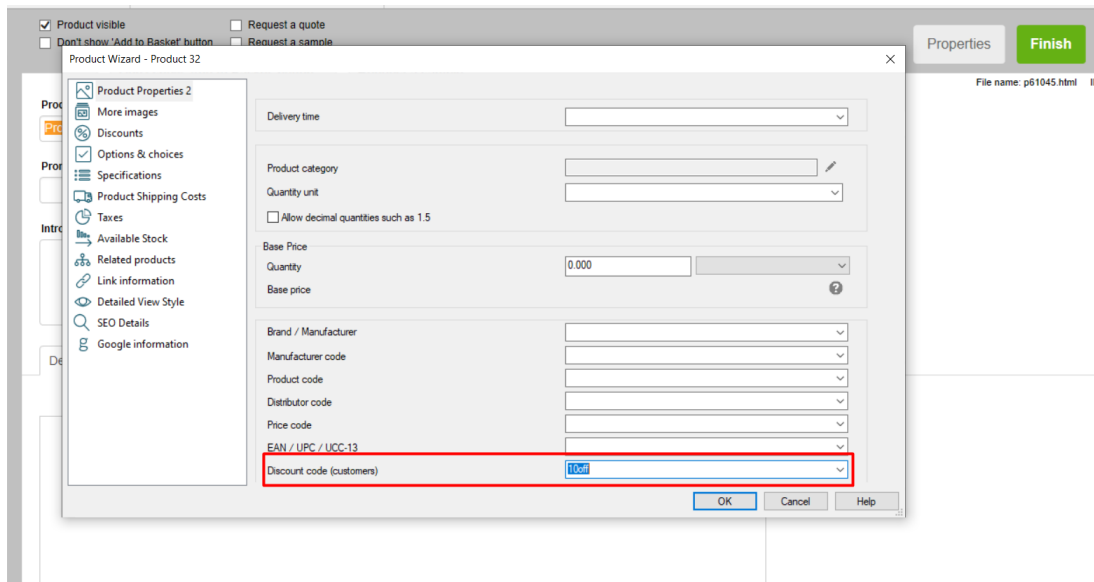 Product visible
Request a quote
Don't show 'Add to Basket' button
Request a sample
Properties
Finish
File name: p61045.html
Product Wizard - Product 32
Product Properties 2
More images
Discounts
Options & choices
Specifications
Product Shipping Costs
Taxes
Available Stock
Related products
Link information
Detailed View Style
SEO Details
Google information
Delivery time
Product category
Quantity unit
Allow decimal quantities such as 1.5
Base Price
Quantity
0.000
Base price
Brand / Manufacturer
Manufacturer code
Product code
Distributor code
Price code
EAN / UPC / UCC-13
Discount code (customers)
10off
OK
Cancel
Help